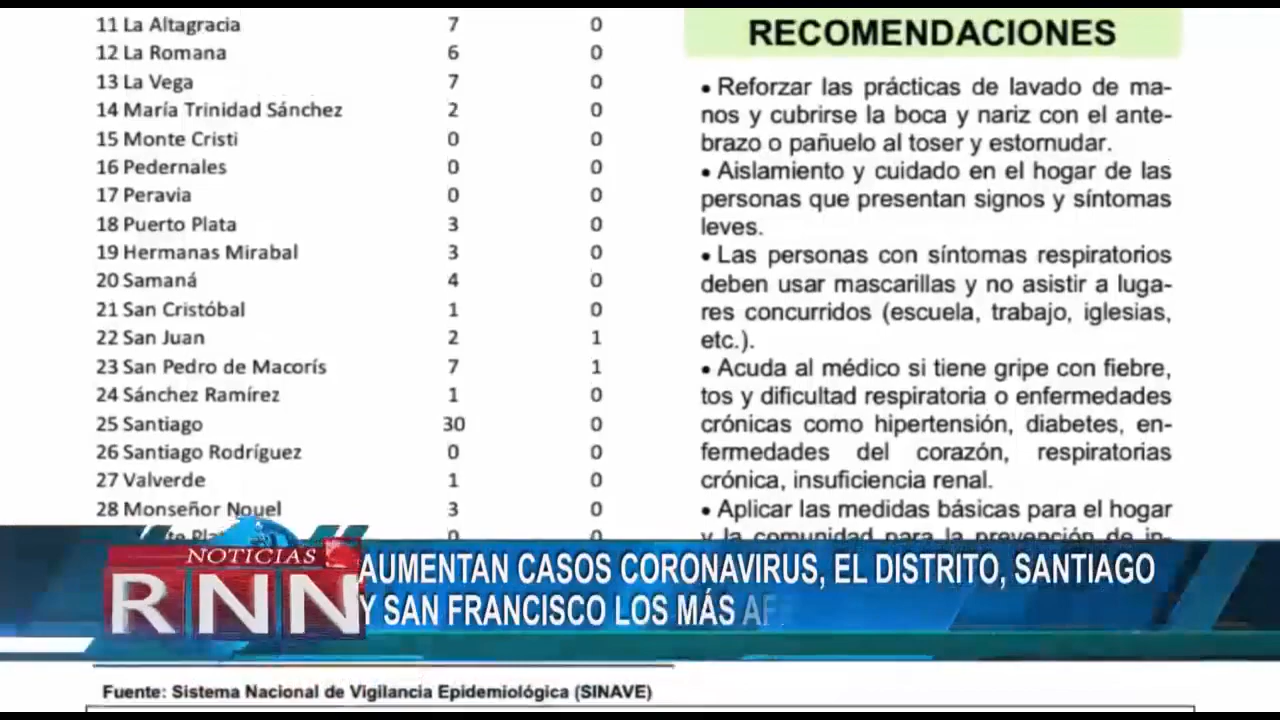 11 La Altagracia 7 0
12 La Romana 6 0
13 La Vega 7 0
14 María Trinidad Sánchez 2 0
15 Monte Cristi 0 0
16 Pedernales 0 0
17 Peravia 0 0
18 Puerto Plata 3 0
19 Hermanas Mirabal 3 0
20 Samaná 4 0
21 San Cristóbal 1 0
22 San Juan 2 1
23 San Pedro de Macorís 7 1
24 Sánchez Ramírez 1 0
25 Santiago 30 0
26 Santiago Rodríguez 0 0
27 Valverde 1 0
28 Monseñor Nouel 3 0
0 0
RECOMENDACIONES
• Reforzar las prácticas de lavado de ma-
nos y cubrirse la boca y nariz con el ante-
brazo o pañuelo al toser y estornudar.
• Aislamiento y cuidado en el hogar de las
personas que presentan signos y síntomas
leves.
• Las personas con síntomas respiratorios
deben usar mascarillas y no asistir a luga-
res concurridos (escuela, trabajo, iglesias,
etc.).
• Acuda al médico si tiene gripe con fiebre,
tos y dificultad respiratoria o enfermedades
crónicas como hipertensión, diabetes, en-
fermedades del corazón, respiratorias
crónica, insuficiencia renal.
• Aplicar las medidas básicas para el hogar
y la comunidad para la prevención de in-
NOTICIAS
RNN
AUMENTAN CASOS CORONAVIRUS, EL DISTRITO, SANTIAGO
Y SAN FRANCISCO LOS MÁS
Fuente: Sistema Nacional de Vigilancia Epidemiológica (SINAVE)